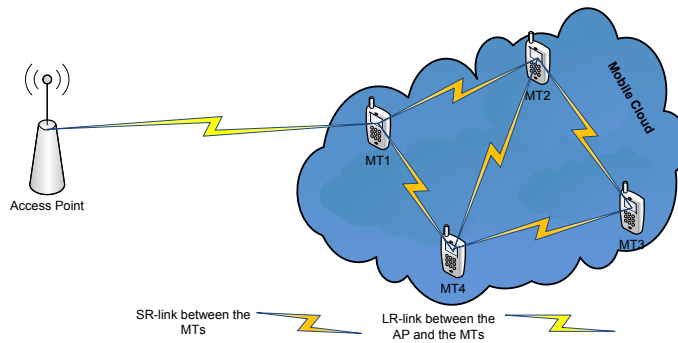 MT2
Mobile Cloud
MT1
Access Point
MT3
MT4
SR-link between the
MTs
LR-link between the
AP and the MTs